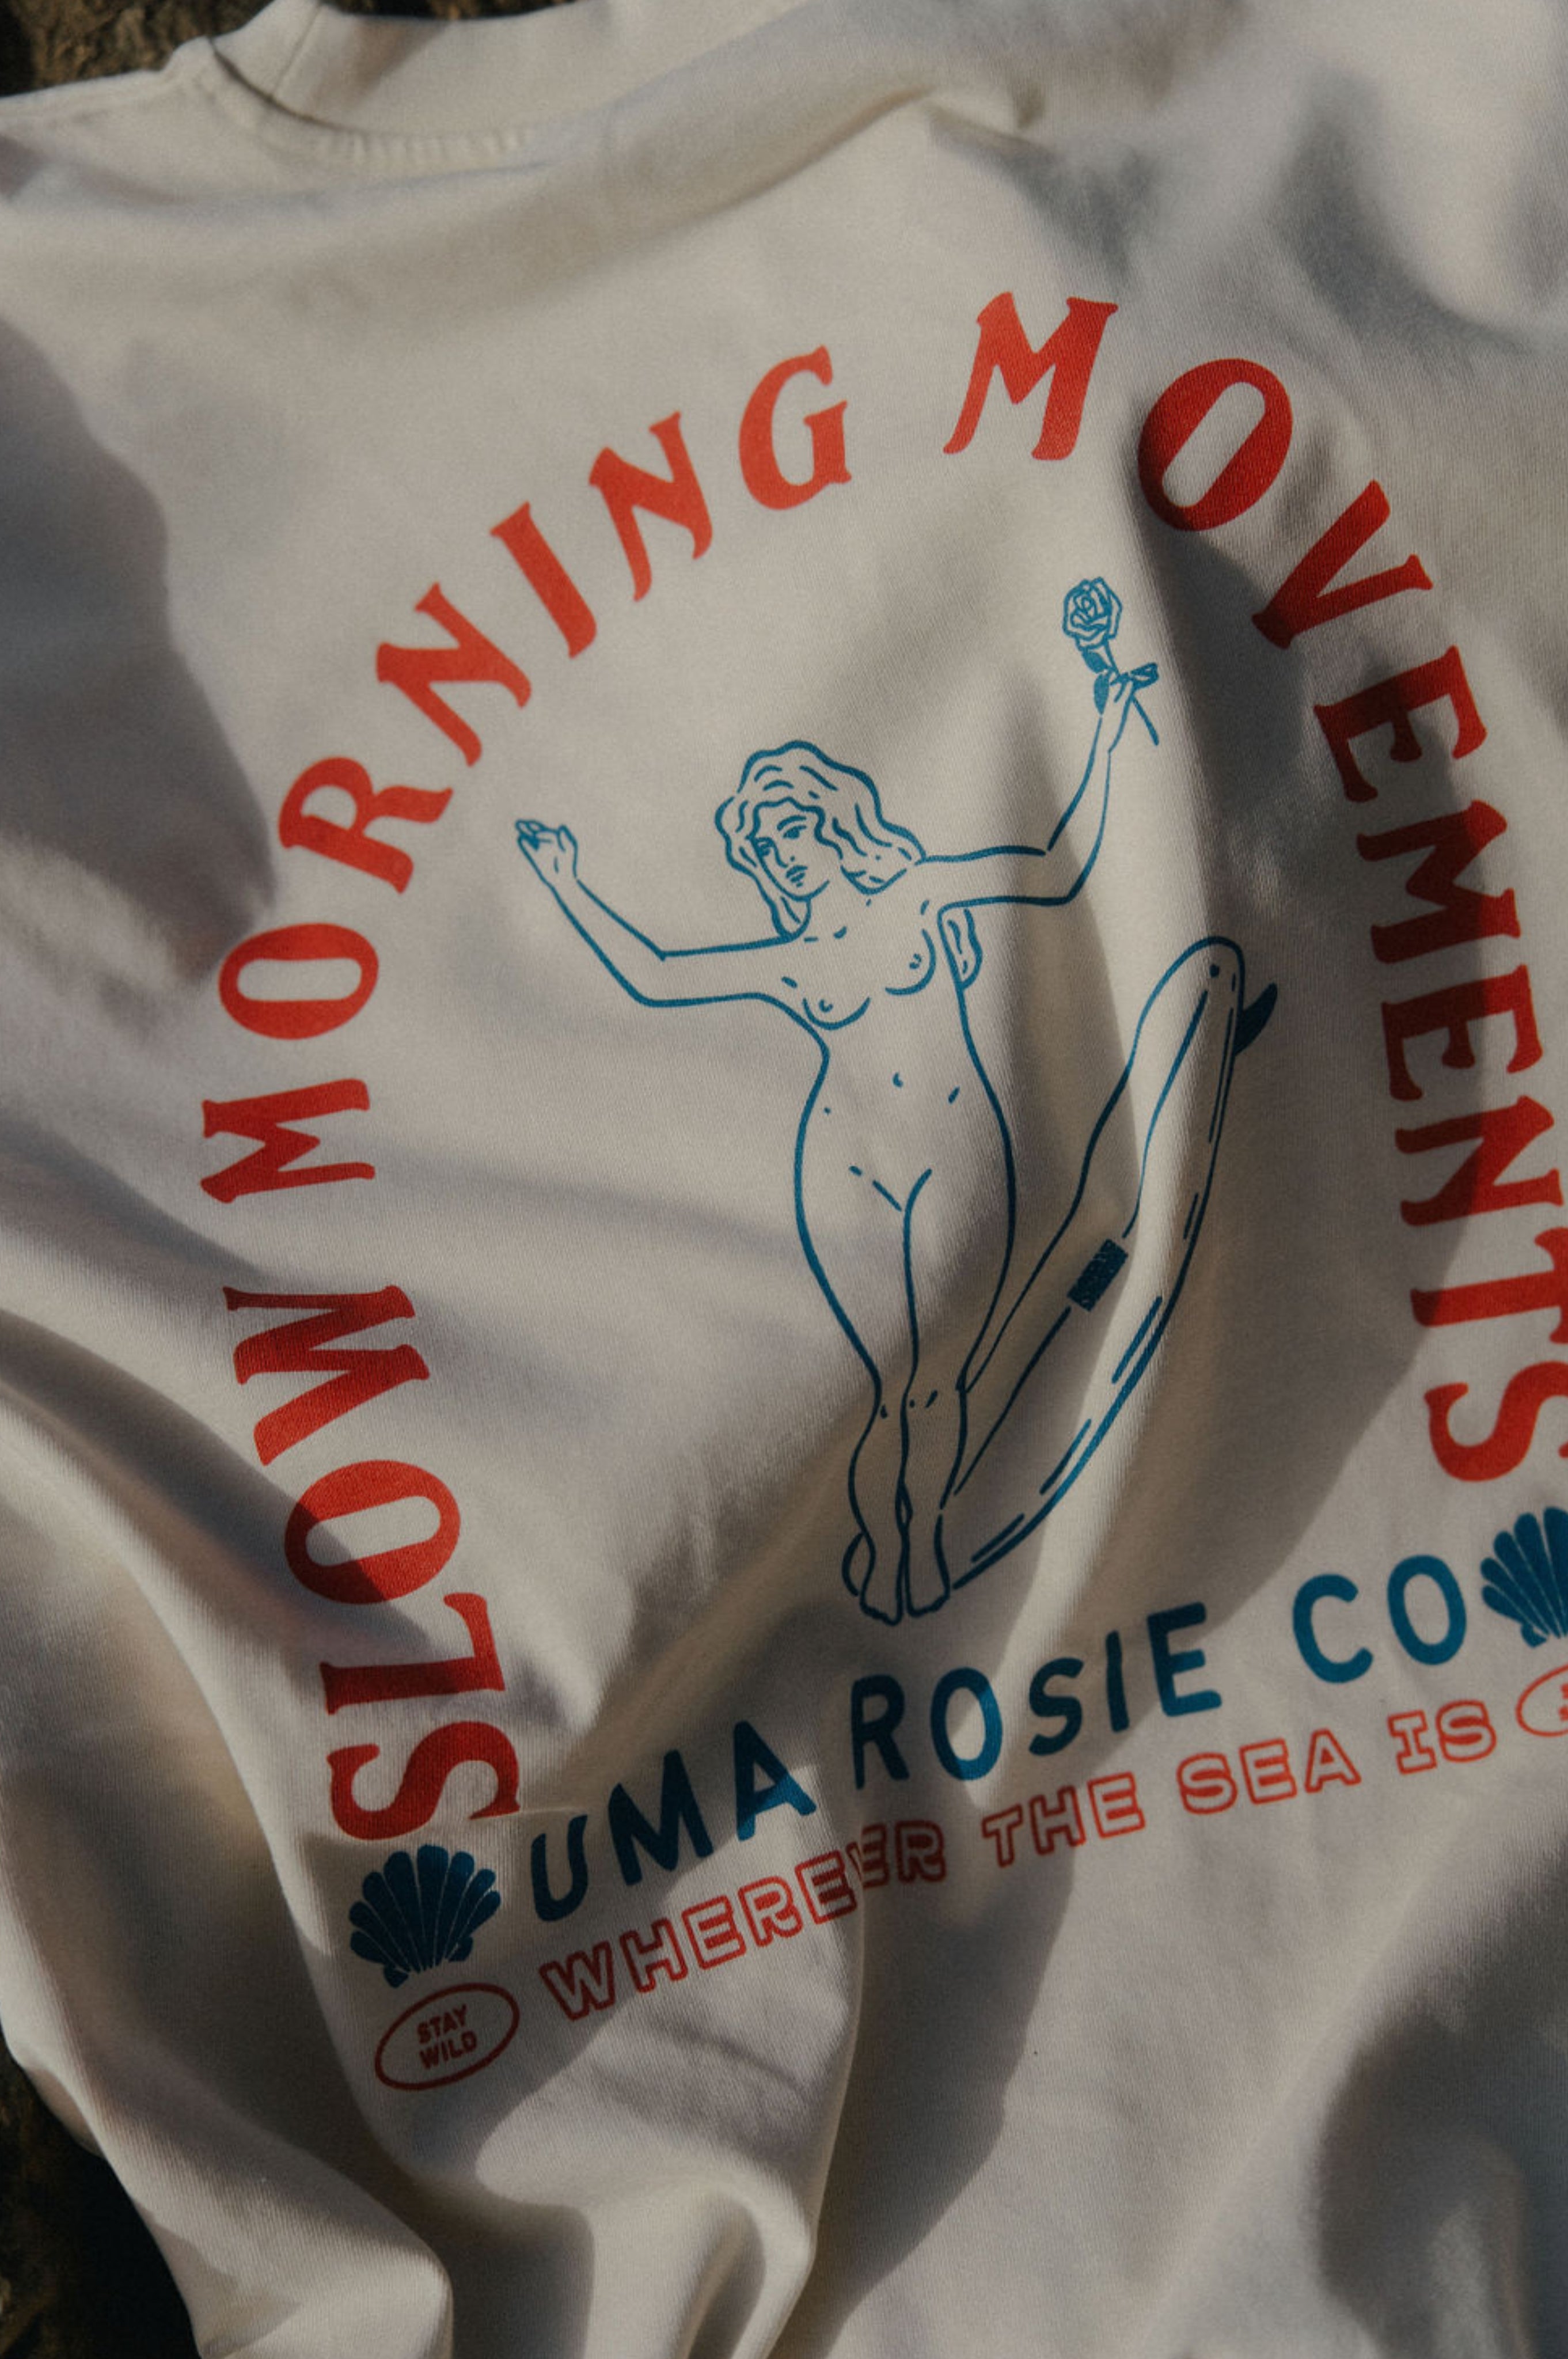 SLOW MORNING MOVEMENTS
UMA ROSIE CO
WHEREVER THE SEA IS
STAY
WILD